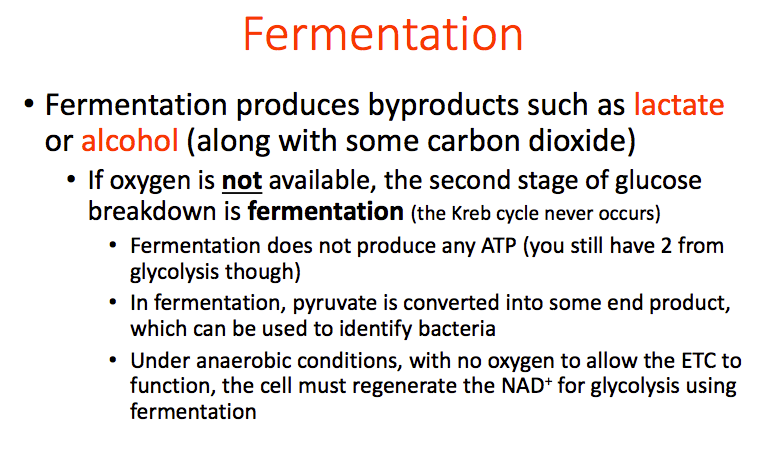 Fermentation
• Fermentation produces byproducts such as lactate
or alcohol (along with some carbon dioxide)
• If oxygen is not available, the second stage of glucose
breakdown is fermentation (the Kreb cycle never occurs)
• Fermentation does not produce any ATP (you still have 2 from
glycolysis though)
• In fermentation, pyruvate is converted into some end product,
which can be used to identify bacteria
• Under anaerobic conditions, with no oxygen to allow the ETC to
function, the cell must regenerate the NAD⁺ for glycolysis using
fermentation